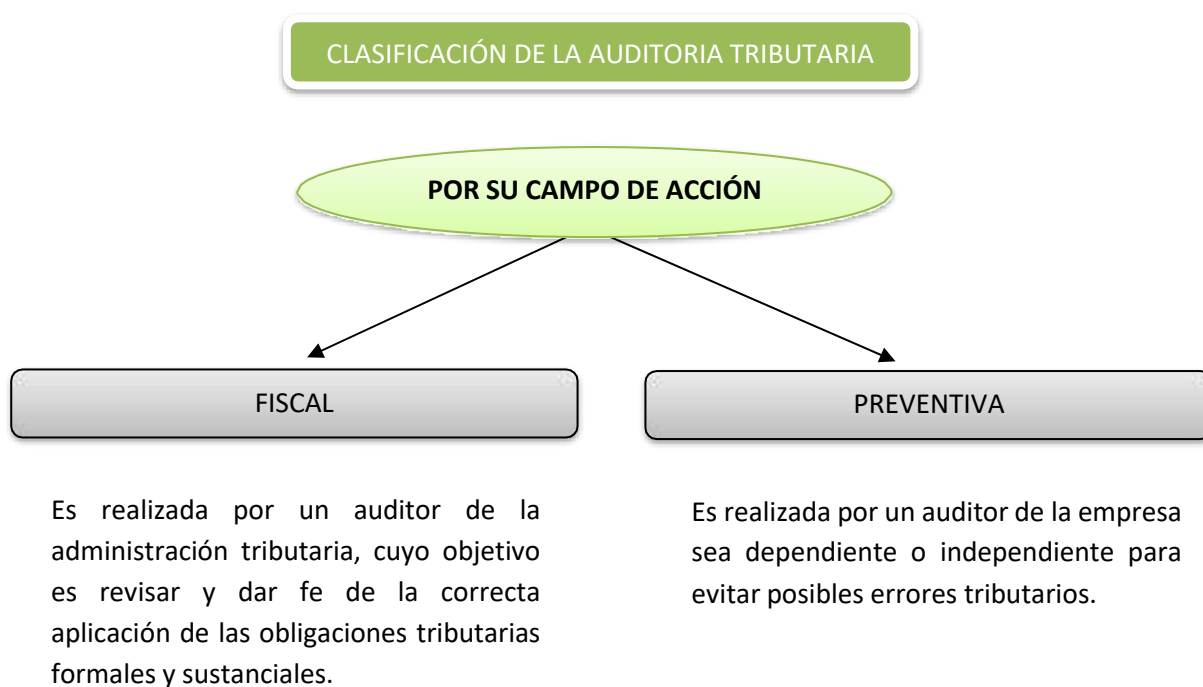 CLASIFICACIÓN DE LA AUDITORIA TRIBUTARIA
POR SU CAMPO DE ACCIÓN
FISCAL
Es realizada por un auditor de la
administración tributaria, cuyo objetivo
es revisar y dar fe de la correcta
aplicación de las obligaciones tributarias
formales y sustanciales.
PREVENTIVA
Es realizada por un auditor de la empresa
sea dependiente o independiente para
evitar posibles errores tributarios.